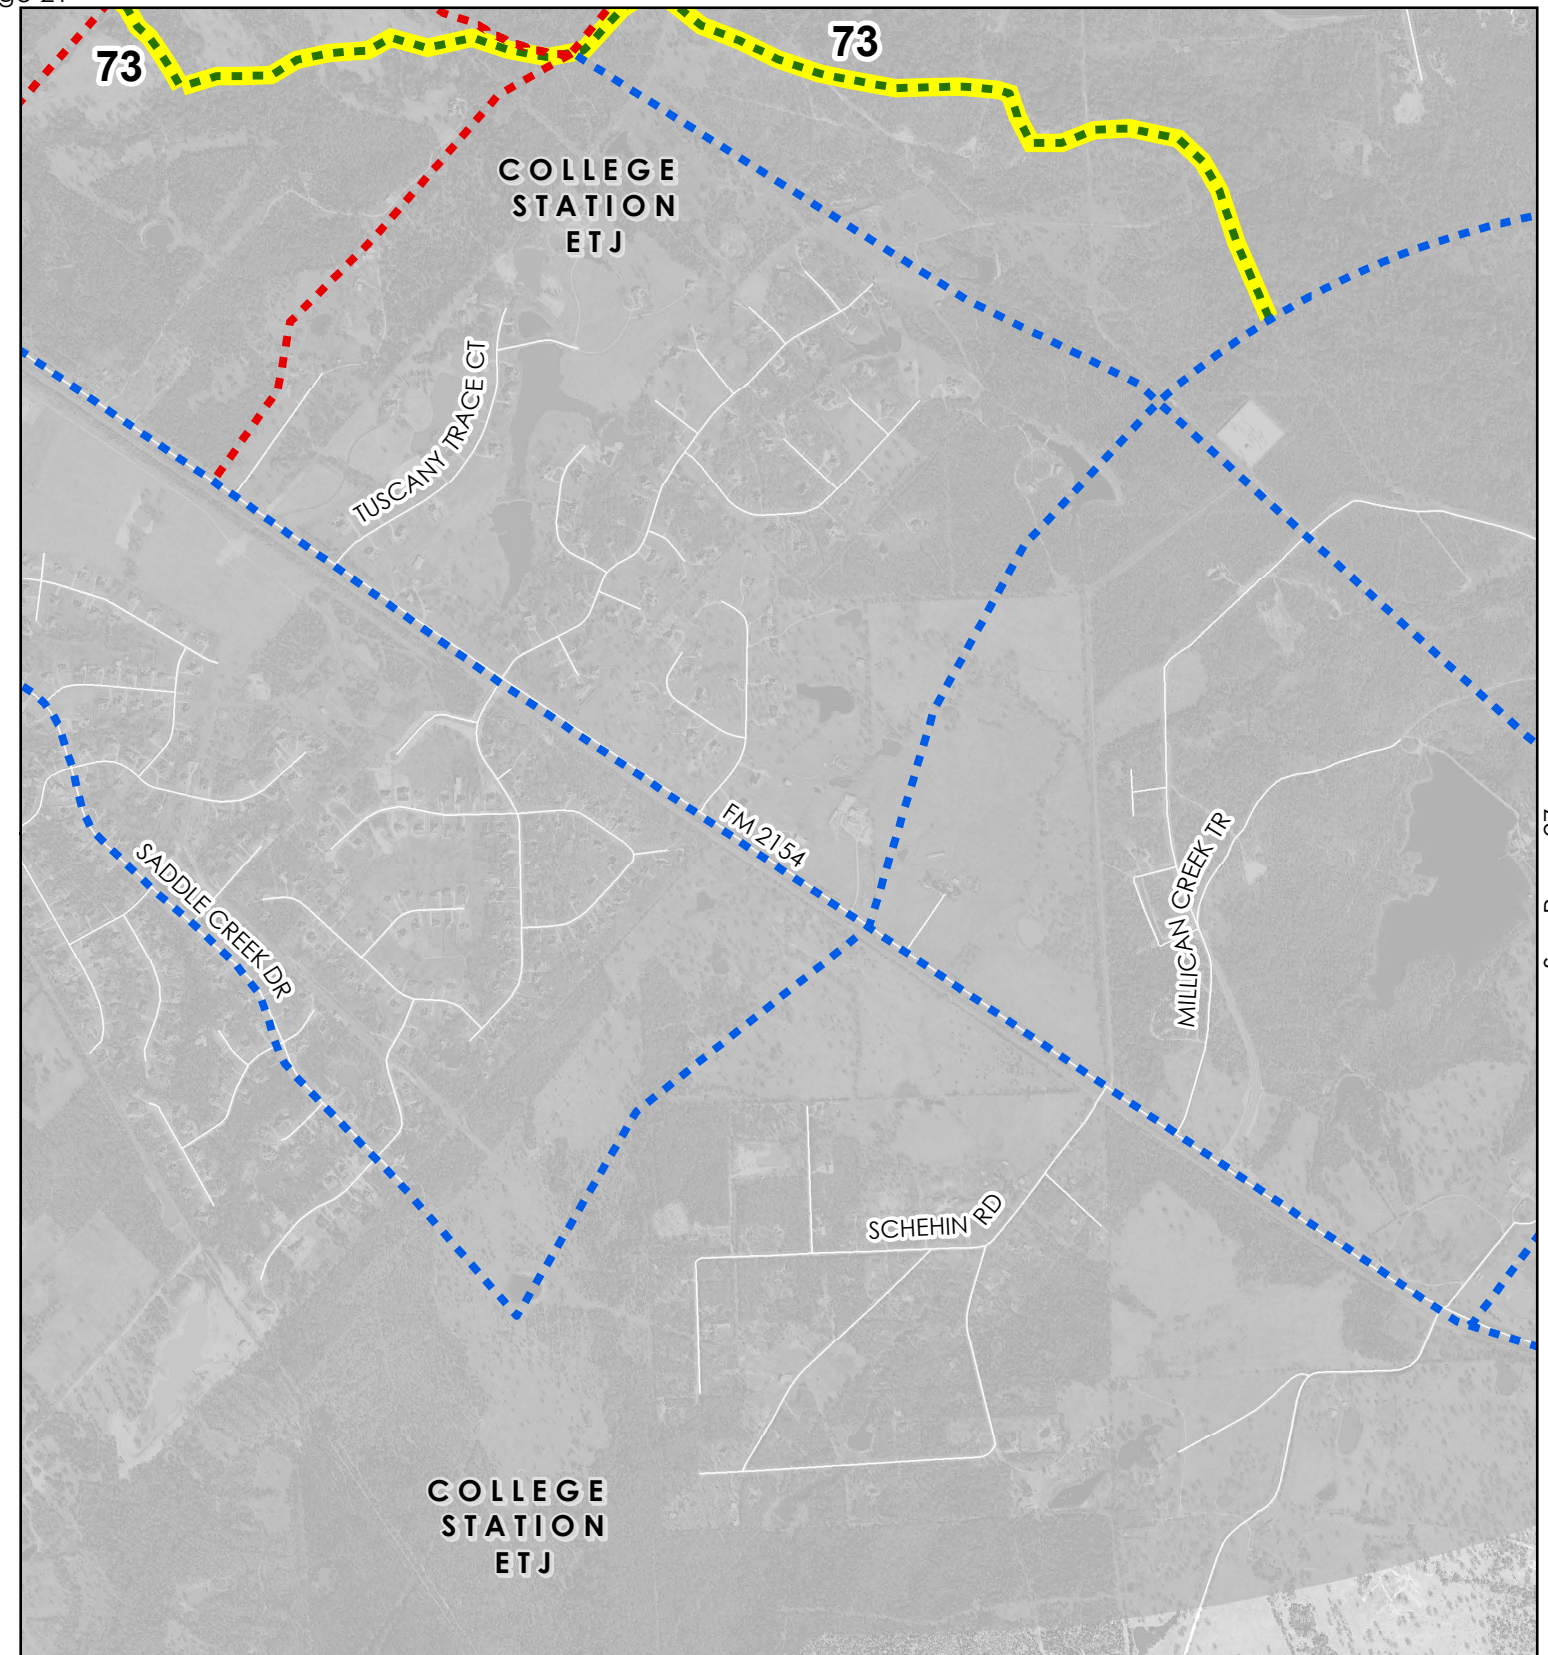 73
73
COLLEGE
STATION
ETJ
TUSCANY TRACE CT
FM 2154
SADDLE CREEK DR
MILLICAN CREEK TR
SCHEHIN RD
COLLEGE
STATION
ETJ